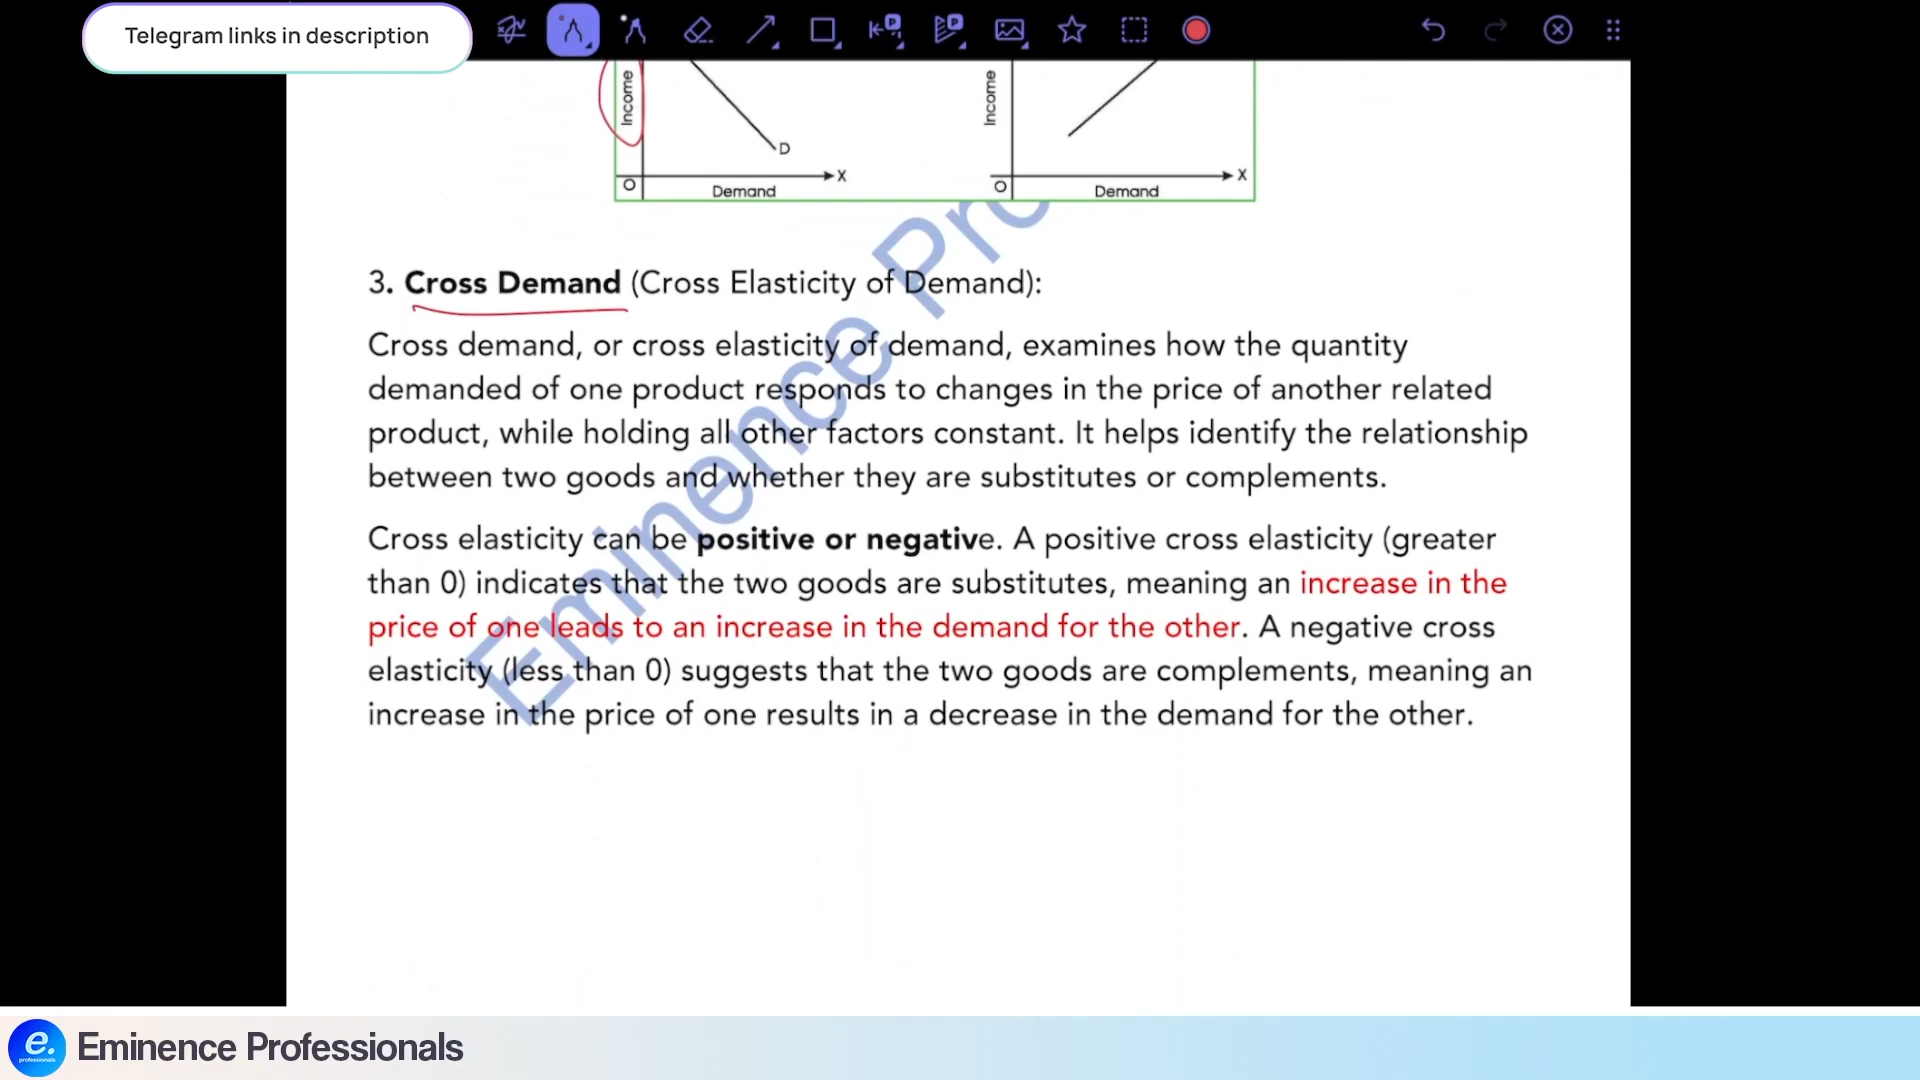 Telegram links in description
Income
D
O
X
Demand
Income
O
X
Demand
3. Cross Demand (Cross Elasticity of Demand):
Cross demand, or cross elasticity of demand, examines how the quantity
demanded of one product responds to changes in the price of another related
product, while holding all other factors constant. It helps identify the relationship
between two goods and whether they are substitutes or complements.
Cross elasticity can be positive or negative. A positive cross elasticity (greater
than 0) indicates that the two goods are substitutes, meaning an increase in the
price of one leads to an increase in the demand for the other. A negative cross
elasticity (less than 0) suggests that the two goods are complements, meaning an
increase in the price of one results in a decrease in the demand for the other.
Eminence Pro
e.
professionals
Eminence Professionals